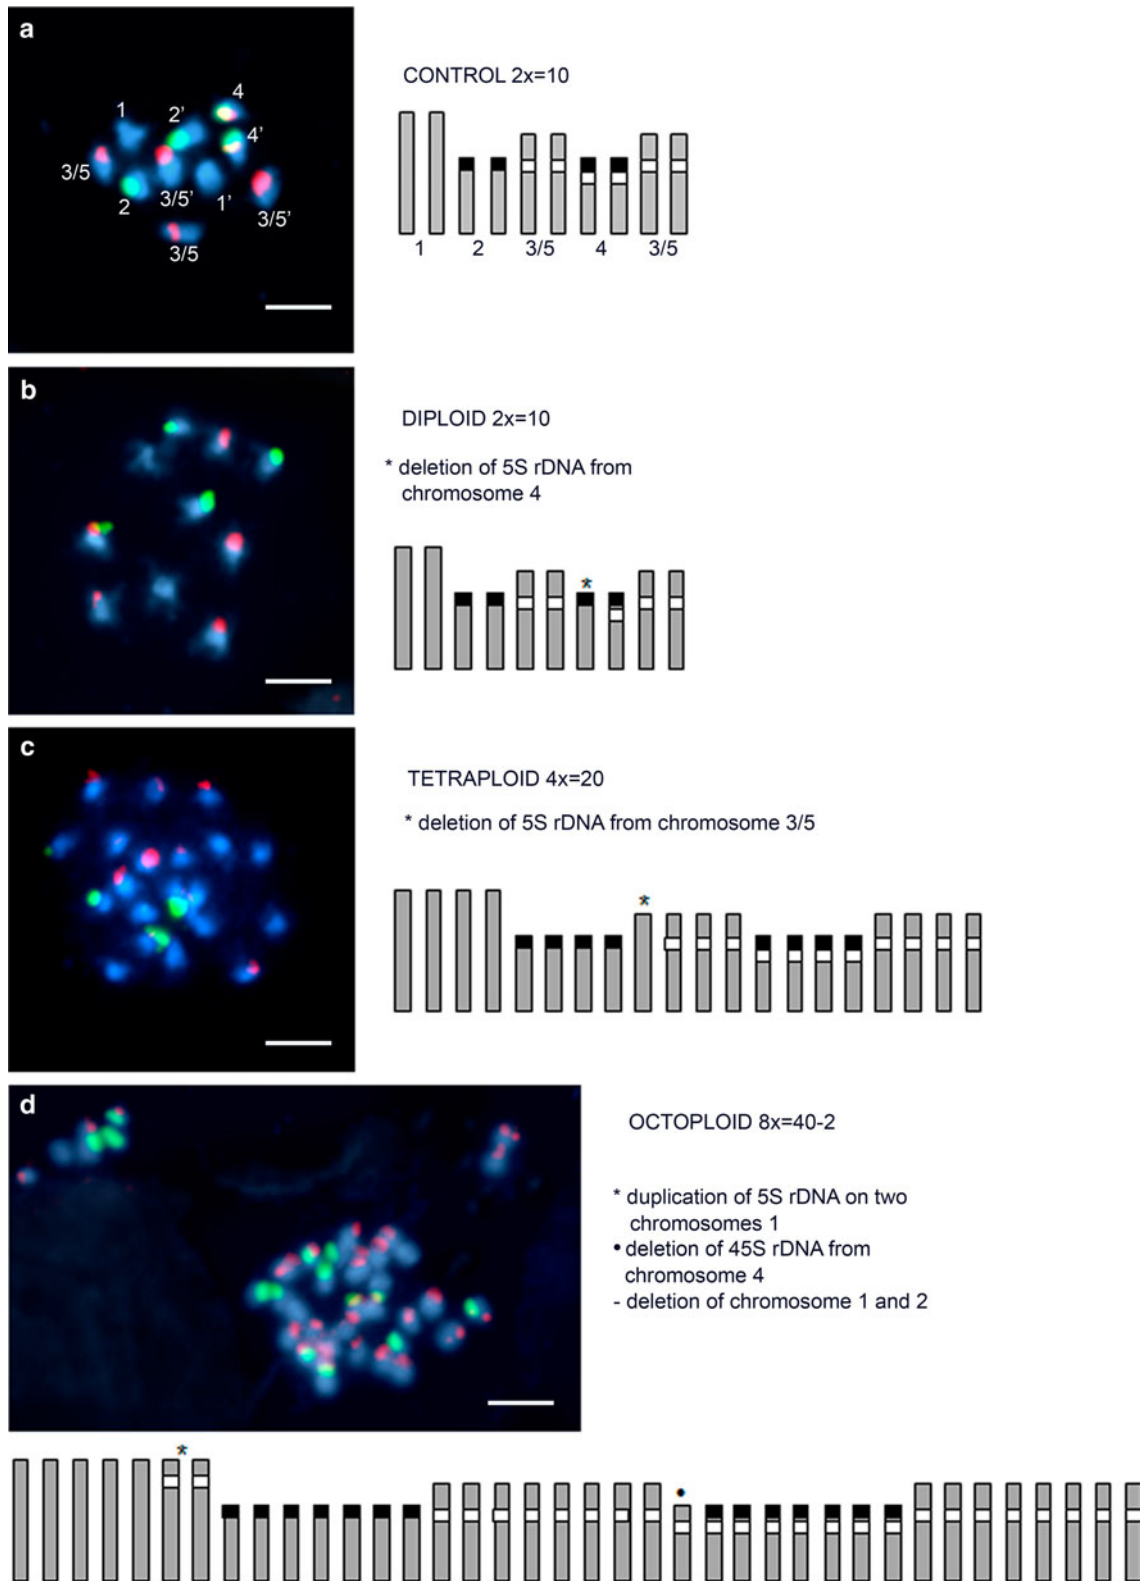 a
1
2'
4
4'
3/5
2
3/5'
1'
3/5'
3/5
CONTROL 2x=10
1 2 3/5 4 3/5
b
DIPLOID 2x=10
* deletion of 5S rDNA from
chromosome 4
*
c
TETRAPLOID 4x=20
* deletion of 5S rDNA from chromosome 3/5
*
d
OCTOPLOID 8x=40-2
* duplication of 5S rDNA on two
chromosomes 1
• deletion of 45S rDNA from
chromosome 4
- deletion of chromosome 1 and 2
* •